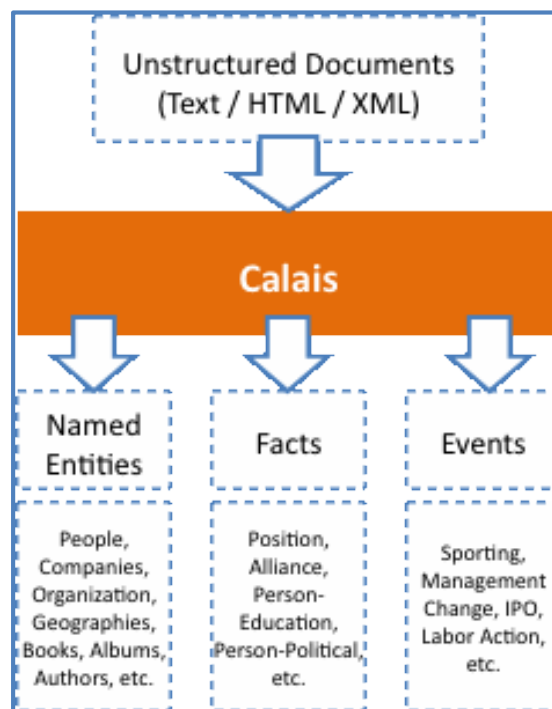 Unstructured Documents
(Text / HTML / XML)
Calais
Named
Entities
Facts
Events
People,
Companies,
Organization,
Geographies,
Books, Albums,
Authors, etc.
Position,
Alliance,
Person-
Education,
Person-Political,
etc.
Sporting,
Management
Change, IPO,
Labor Action,
etc.